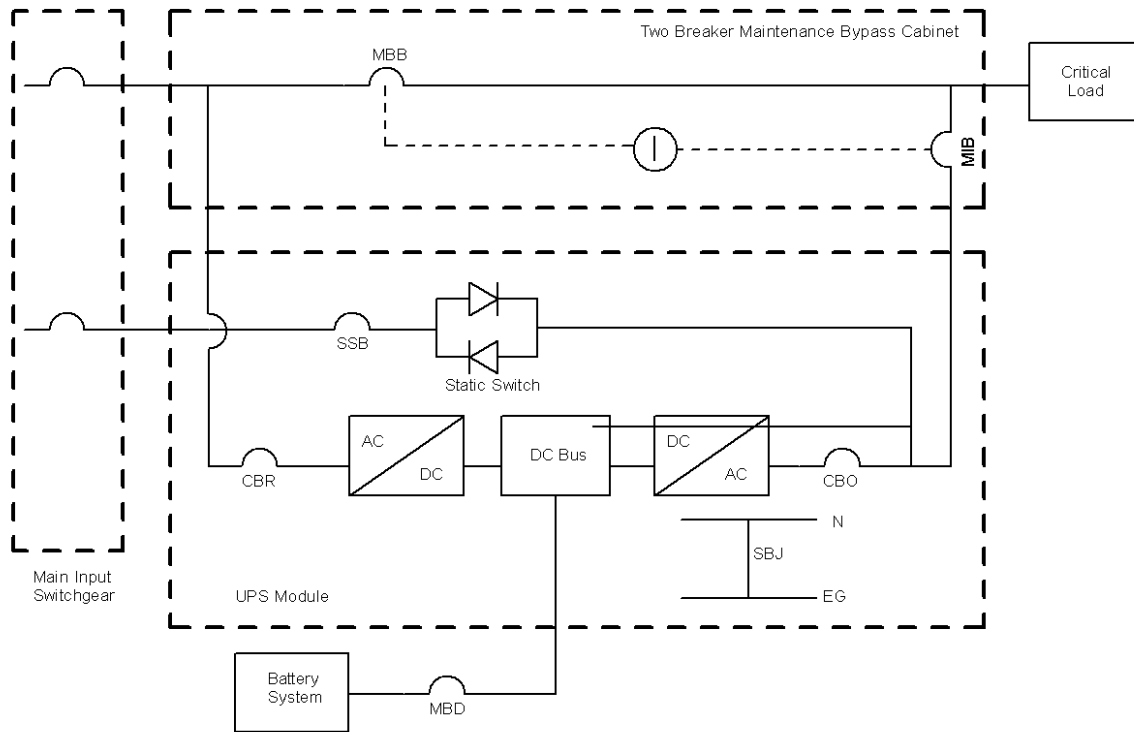 Two Breaker Maintenance Bypass Cabinet
MBB
Critical
Load
MIB
SSB
Static Switch
AC
DC
DC Bus
DC
AC
CBR
CBO
N
SBJ
EG
Main Input
Switchgear
UPS Module
Battery
System
MBD